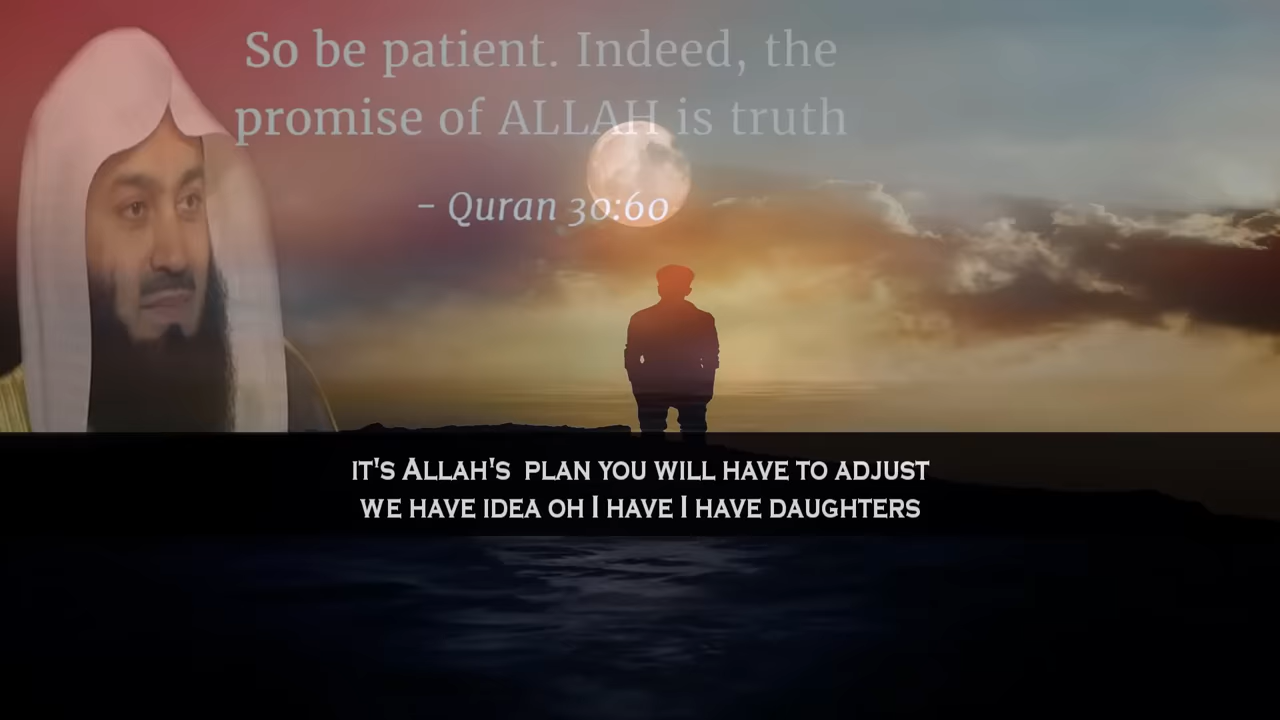 So be patient. Indeed, the
promise of ALLAH is truth
– Quran 30:60
IT'S ALLAH'S PLAN YOU WILL HAVE TO ADJUST
WE HAVE IDEA OH I HAVE I HAVE DAUGHTERS